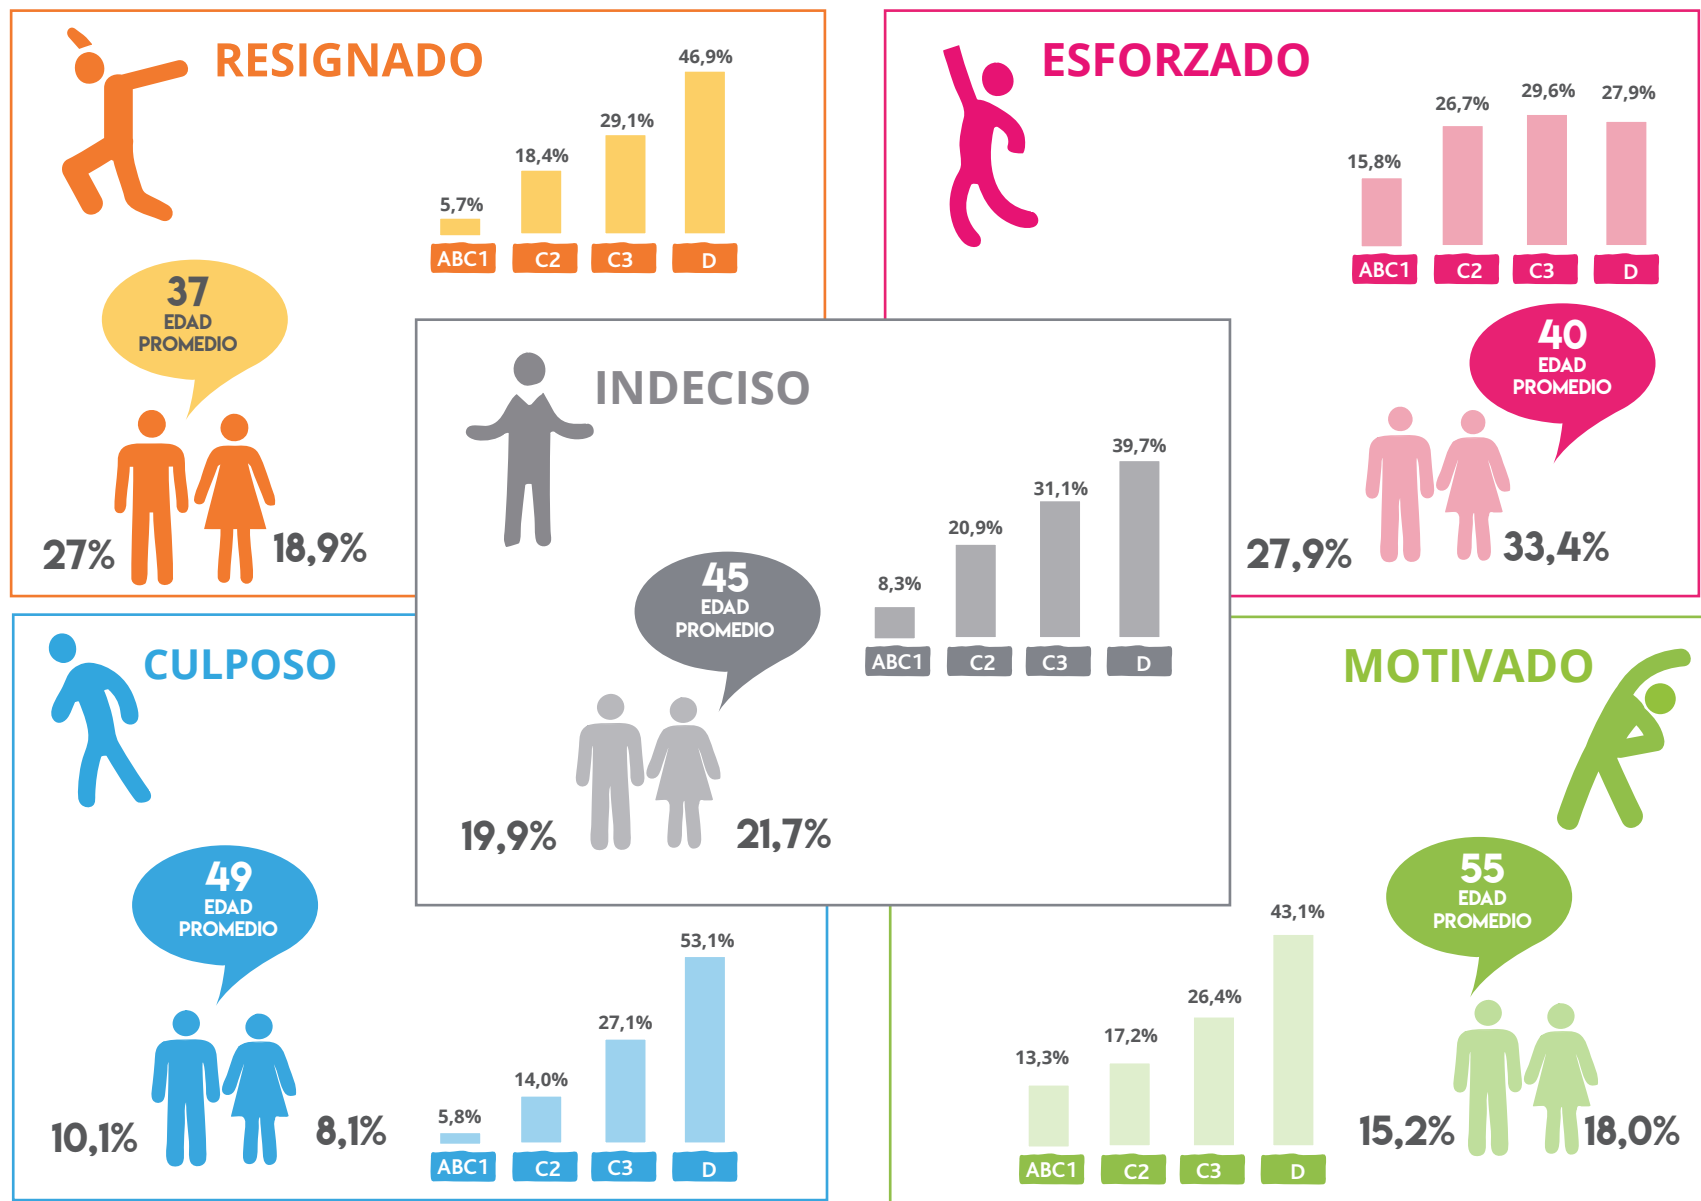 RESIGNADO
5,7%
18,4%
29,1%
46,9%
ABC1
C2
C3
D
37
EDAD
PROMEDIO
27%
18,9%
ESFORZADO
15,8%
26,7%
29,6%
27,9%
ABC1
C2
C3
D
40
EDAD
PROMEDIO
27,9%
33,4%
INDECISO
8,3%
20,9%
31,1%
39,7%
ABC1
C2
C3
D
45
EDAD
PROMEDIO
19,9%
21,7%
CULPOSO
49
EDAD
PROMEDIO
10,1%
8,1%
5,8%
14,0%
27,1%
53,1%
ABC1
C2
C3
D
MOTIVADO
55
EDAD
PROMEDIO
13,3%
17,2%
26,4%
43,1%
ABC1
C2
C3
D
15,2%
18,0%